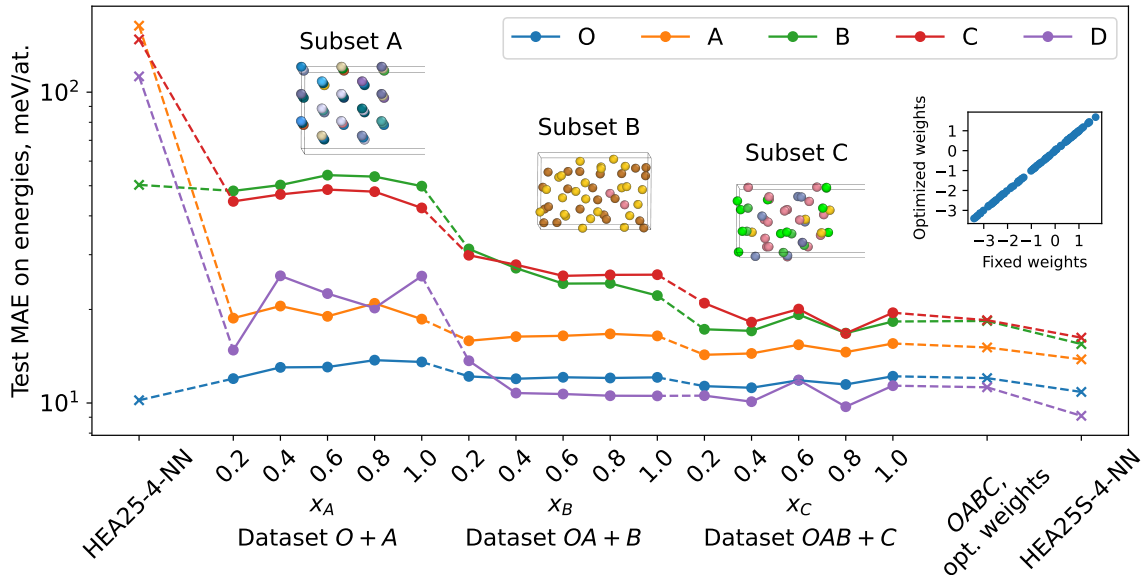 Subset A
Subset B
Subset C
O
A
B
C
D
Test MAE on energies, meV/at.
10²
10¹
Optimized weights
1
0
−1
−2
−3
−3
−2
−1
0
1
Fixed weights
HEA25-4-NN
0.2
0.4
0.6
0.8
1.0
0.2
0.4
0.6
0.8
1.0
0.2
0.4
0.6
0.8
1.0
OABC,
opt. weights
HEA25S-4-NN
x_A
x_B
x_C
Dataset O + A
Dataset OA + B
Dataset OAB + C